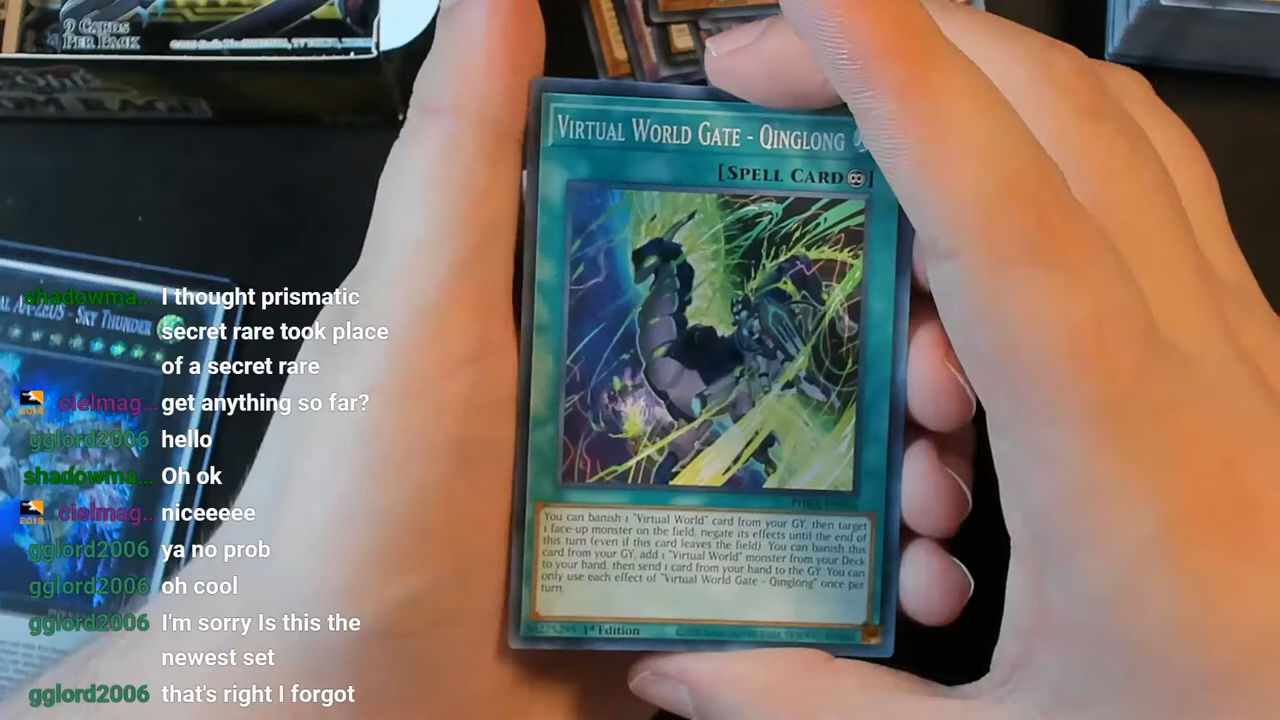 9 CARDS
PER PACK
VIRTUAL WORLD GATE - QINGLONG
[SPELL CARD]
You can banish 1 "Virtual World" card from your GY, then target
1 face-up monster on the field, negate its effects until the end of
this turn (even if this card leaves the field). You can banish this
card from your GY, add 1 "Virtual World" monster from your Deck
to your hand, then send 1 card from your hand to the GY. You can
only use each effect of "Virtual World Gate - Qinglong" once per
turn.
1st Edition
ZEUS - SKY THUNDER
shadowma... I thought prismatic
secret rare took place
of a secret rare
cielmag... get anything so far?
gglord2006 hello
shadowma... Oh ok
cielmag... niceeeee
gglord2006 ya no prob
gglord2006 oh cool
gglord2006 I'm sorry Is this the
newest set
gglord2006 that's right I forgot